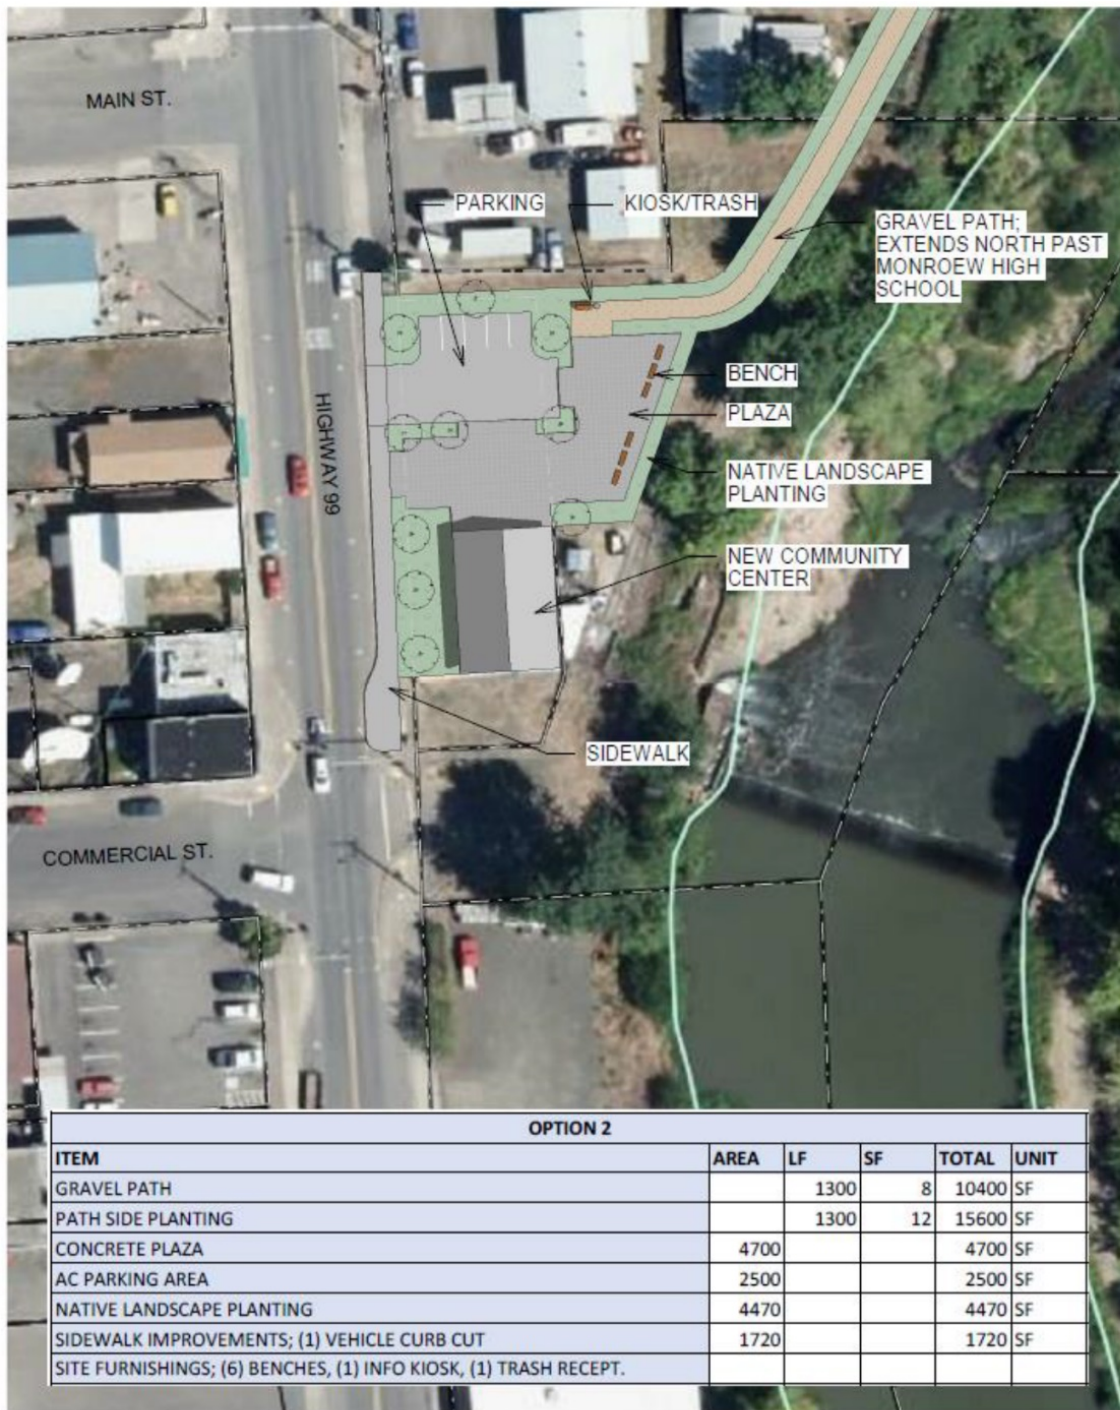 MAIN ST.
PARKING
KIOSK/TRASH
GRAVEL PATH;
EXTENDS NORTH PAST
MONROEW HIGH
SCHOOL
BENCH
HIGHWAY 99
PLAZA
NATIVE LANDSCAPE
PLANTING
NEW COMMUNITY
CENTER
SIDEWALK
COMMERCIAL ST.
OPTION 2
ITEM AREA LF SF TOTAL UNIT
GRAVEL PATH 1300 8 10400 SF
PATH SIDE PLANTING 1300 12 15600 SF
CONCRETE PLAZA 4700 4700 SF
AC PARKING AREA 2500 2500 SF
NATIVE LANDSCAPE PLANTING 4470 4470 SF
SIDEWALK IMPROVEMENTS; (1) VEHICLE CURB CUT 1720 1720 SF
SITE FURNISHINGS; (6) BENCHES, (1) INFO KIOSK, (1) TRASH RECEPT.